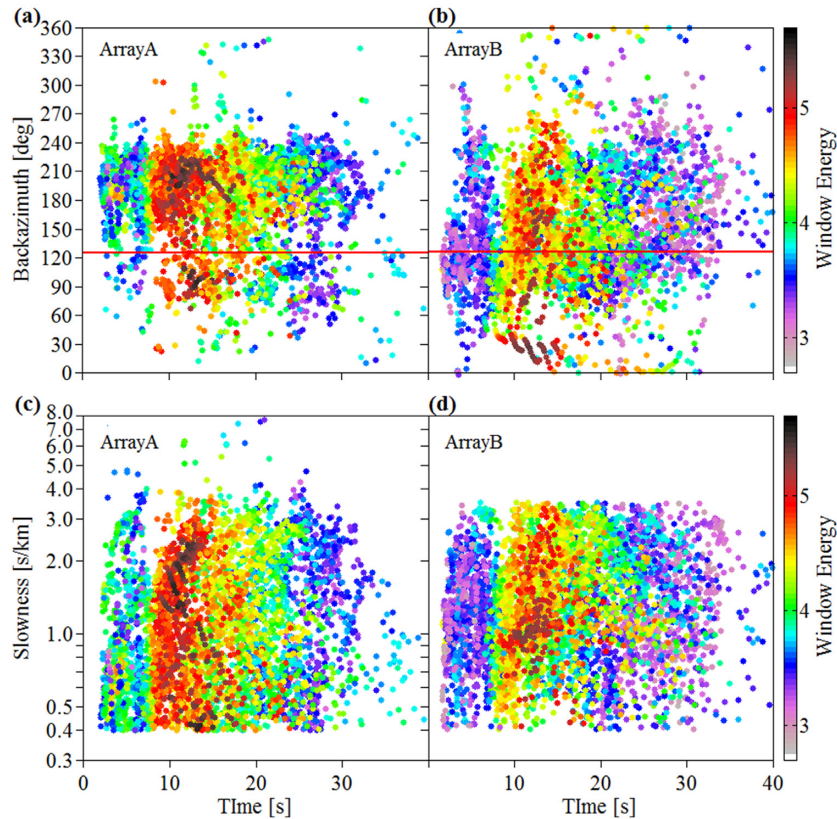 (a)
(b)
360
330
300
270
240
210
180
150
120
90
60
30
0
Backazimuth [deg]
ArrayA
ArrayB
5
4
3
Window Energy
(c)
(d)
8.0
7.0
6.0
5.0
4.0
3.0
2.0
1.0
0.5
0.4
0.3
Slowness [s/km]
ArrayA
ArrayB
5
4
3
Window Energy
0 10 20 30
10 20 30 40
TIme [s]
TIme [s]